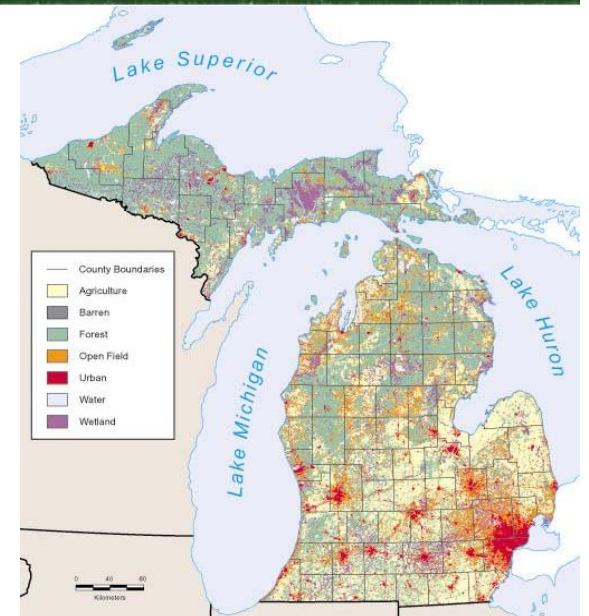 Lake Superior
Lake Huron
Lake Michigan
County Boundaries
Agriculture
Barren
Forest
Open Field
Urban
Water
Wetland
0 40 60
Kilometers